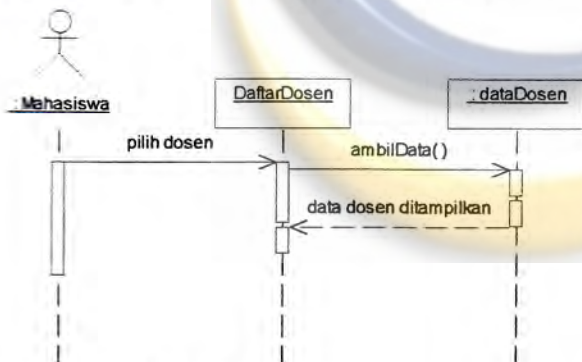 : Mahasiswa
DaftarDosen
: dataDosen
pilih dosen
ambilData()
data dosen ditampilkan